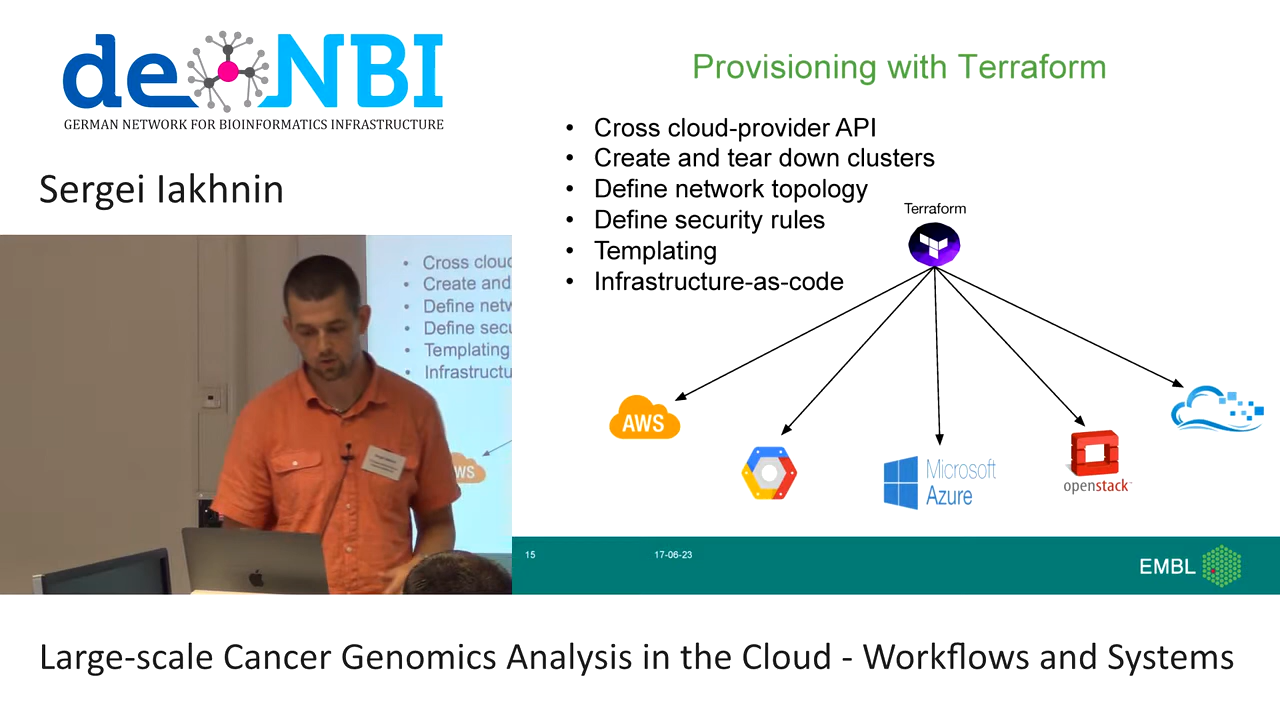 de NBI
GERMAN NETWORK FOR BIOINFORMATICS INFRASTRUCTURE
Sergei Iakhnin
Provisioning with Terraform
• Cross cloud-provider API
• Create and tear down clusters
• Define network topology
• Define security rules
• Templating
• Infrastructure-as-code
Terraform
AWS
Microsoft
Azure
openstack
15
17-06-23
EMBL
• Cross clou
• Create and
• Define netw
• Define secu
• Templating
• Infrastructu
WS
Large-scale Cancer Genomics Analysis in the Cloud - Workflows and Systems